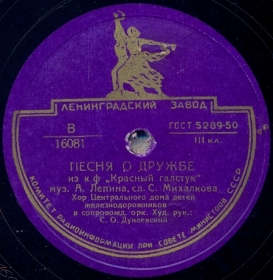 ЛЕНИНГРАДСКИЙ ЗАВОД
В
16081
ГОСТ 5289-50
III кл.
ПЕСНЯ О ДРУЖБЕ
из к/ф „Красный галстук"
муз. А. Лепина, сл. С. Михалкова
Хор Центрального дома детей
железнодорожников
в сопровожд. орк. Худ. рук.:
С. О. Дунаевский
КОМИТЕТ РАДИОИНФОРМАЦИИ ПРИ СОВЕТЕ МИНИСТРОВ СССР